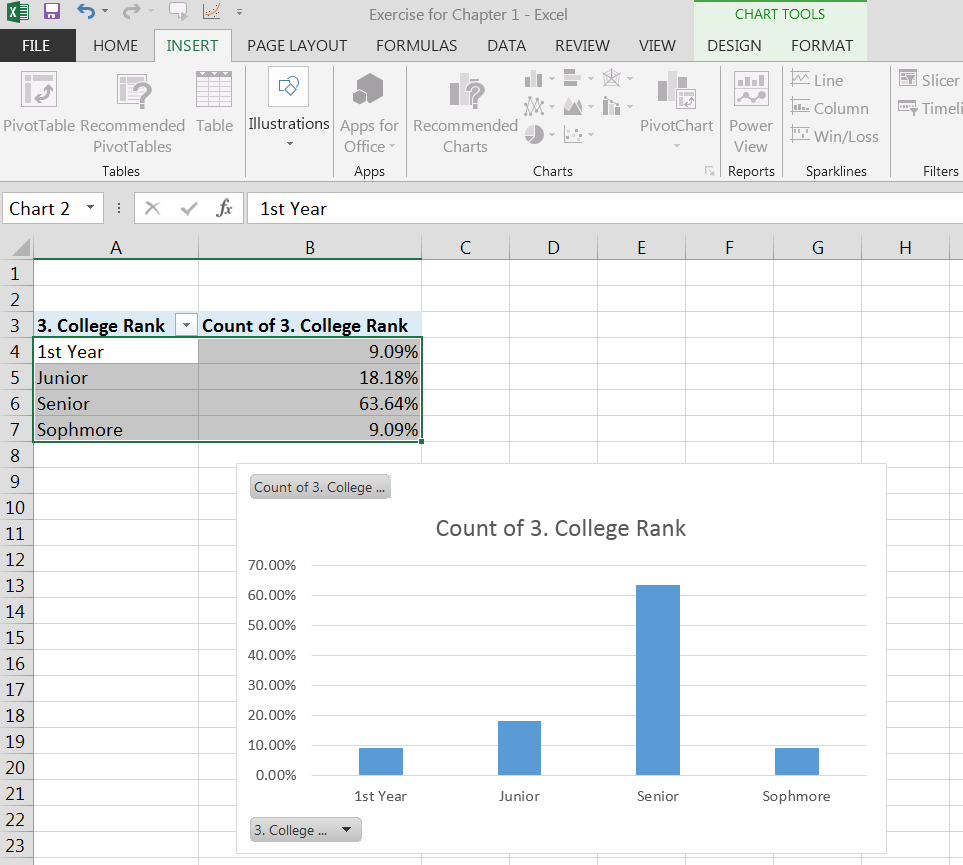 Exercise for Chapter 1 - Excel
CHART TOOLS
FILE HOME INSERT PAGE LAYOUT FORMULAS DATA REVIEW VIEW DESIGN FORMAT
PivotTable Recommended PivotTables Table
Illustrations
Apps for Office
Recommended Charts
PivotChart
Power View
Line
Column
Win/Loss
Slicer
Timeli
Tables Apps Charts Reports Sparklines Filters
Chart 2 fx 1st Year
A B C D E F G H
1
2
3 3. College Rank Count of 3. College Rank
4 1st Year 9.09%
5 Junior 18.18%
6 Senior 63.64%
7 Sophmore 9.09%
8
9
10
11
12
13
14
15
16
17
18
19
20
21
22
23
Count of 3. College ...
Count of 3. College Rank
70.00%
60.00%
50.00%
40.00%
30.00%
20.00%
10.00%
0.00%
1st Year Junior Senior Sophmore
3. College ...